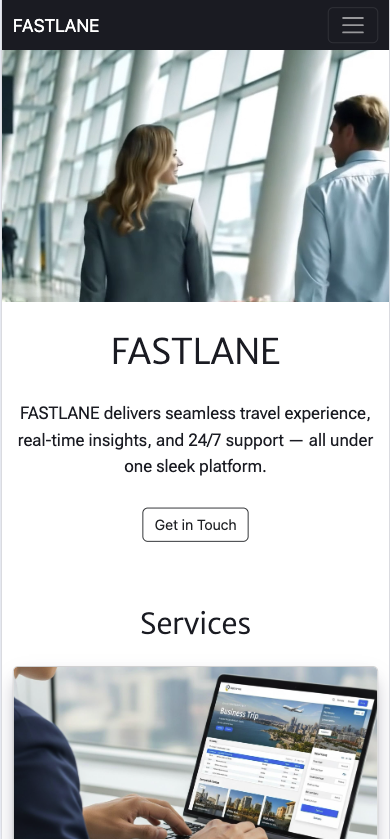 FASTLANE
FASTLANE
FASTLANE delivers seamless travel experience,
real-time insights, and 24/7 support — all under
one sleek platform.
Get in Touch
Services
Business Trip